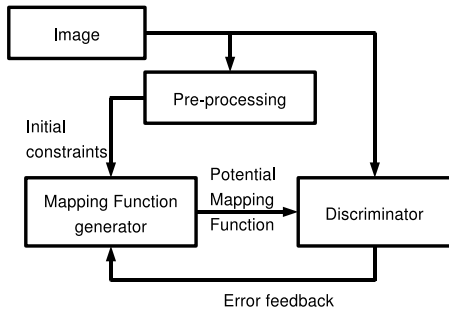 Image
Pre-processing
Initial
constraints
Potential
Mapping
Function
Mapping Function
generator
Discriminator
Error feedback